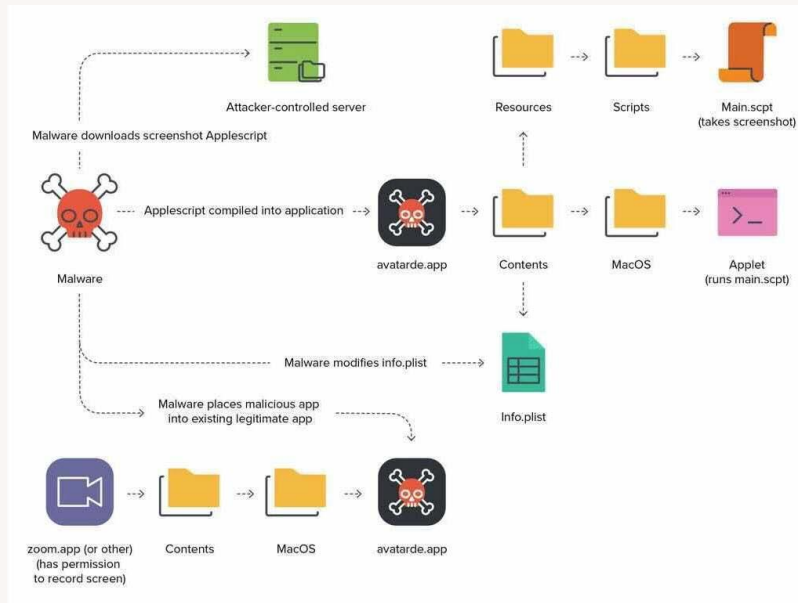 Attacker-controlled server
Resources
Scripts
Main.scpt
(takes screenshot)
Malware downloads screenshot Applescript
Applescript compiled into application
Malware
avatarde.app
Contents
MacOS
Applet
(runs main.scpt)
Malware modifies info.plist
Info.plist
Malware places malicious app
into existing legitimate app
zoom.app (or other)
(has permission
to record screen)
Contents
MacOS
avatarde.app